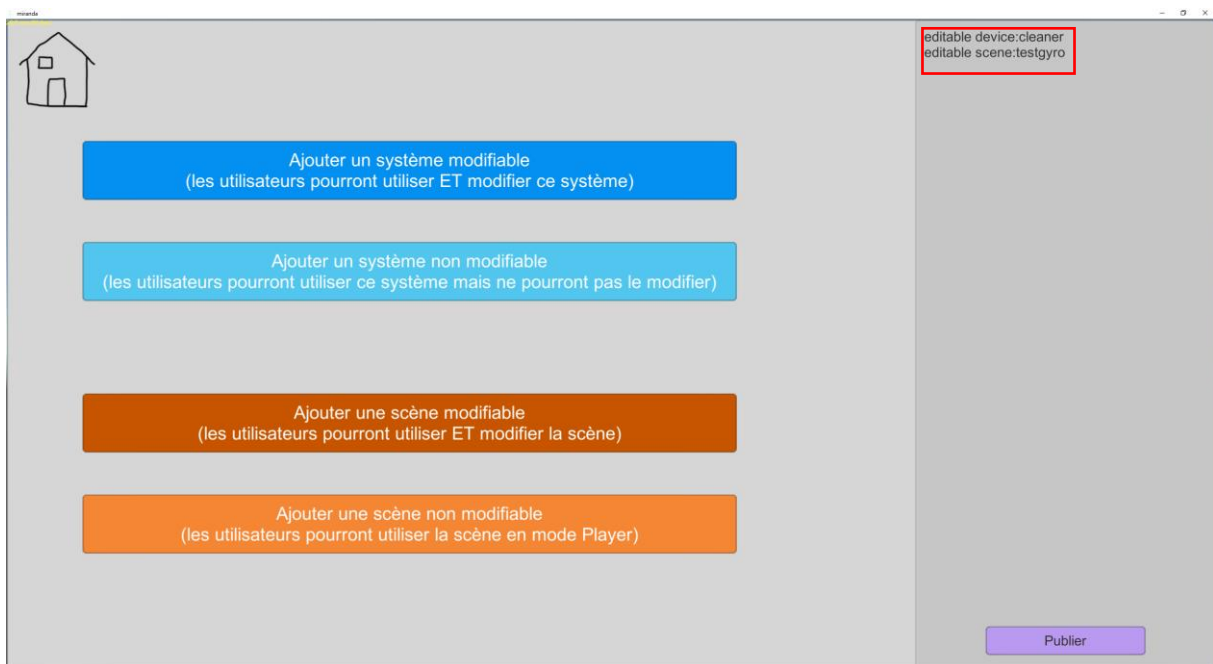 miranda
editable device:cleaner
editable scene:testgyro
Ajouter un système modifiable
(les utilisateurs pourront utiliser ET modifier ce système)
Ajouter un système non modifiable
(les utilisateurs pourront utiliser ce système mais ne pourront pas le modifier)
Ajouter une scène modifiable
(les utilisateurs pourront utiliser ET modifier la scène)
Ajouter une scène non modifiable
(les utilisateurs pourront utiliser la scène en mode Player)
Publier